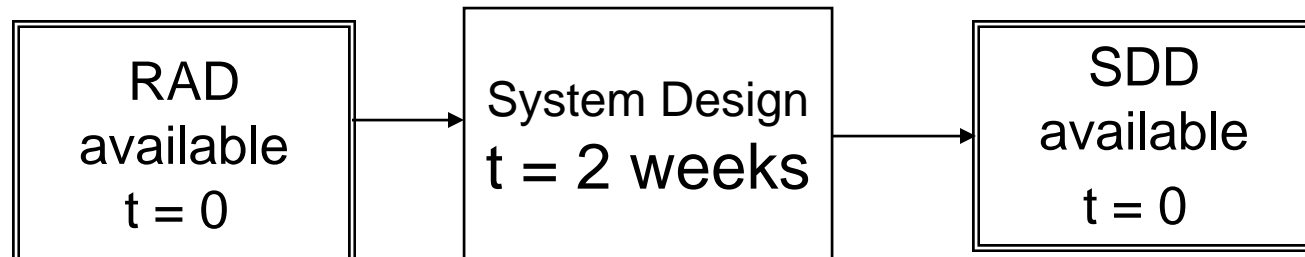 RAD
available
t = 0
System Design
t = 2 weeks
SDD
available
t = 0